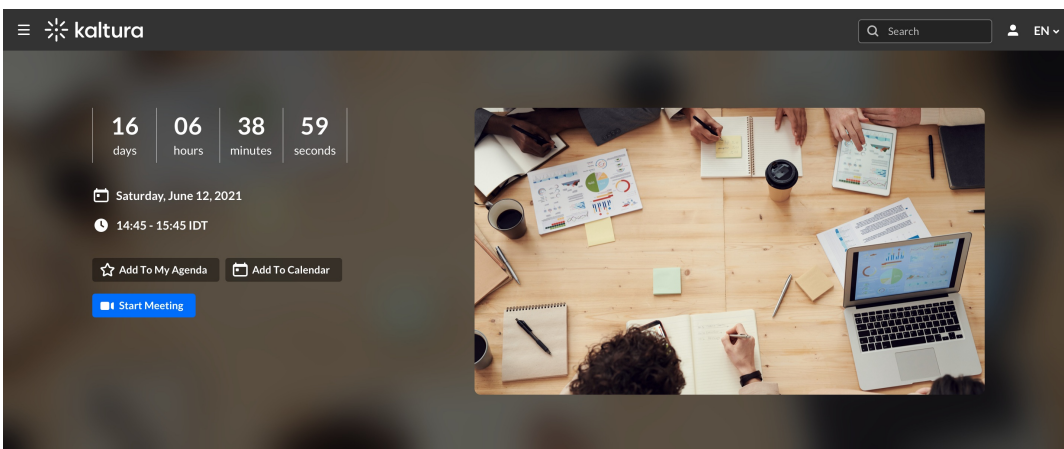 kaltura
Search
EN
16 06 38 59
days hours minutes seconds
Saturday, June 12, 2021
14:45 - 15:45 IDT
Add To My Agenda Add To Calendar
Start Meeting